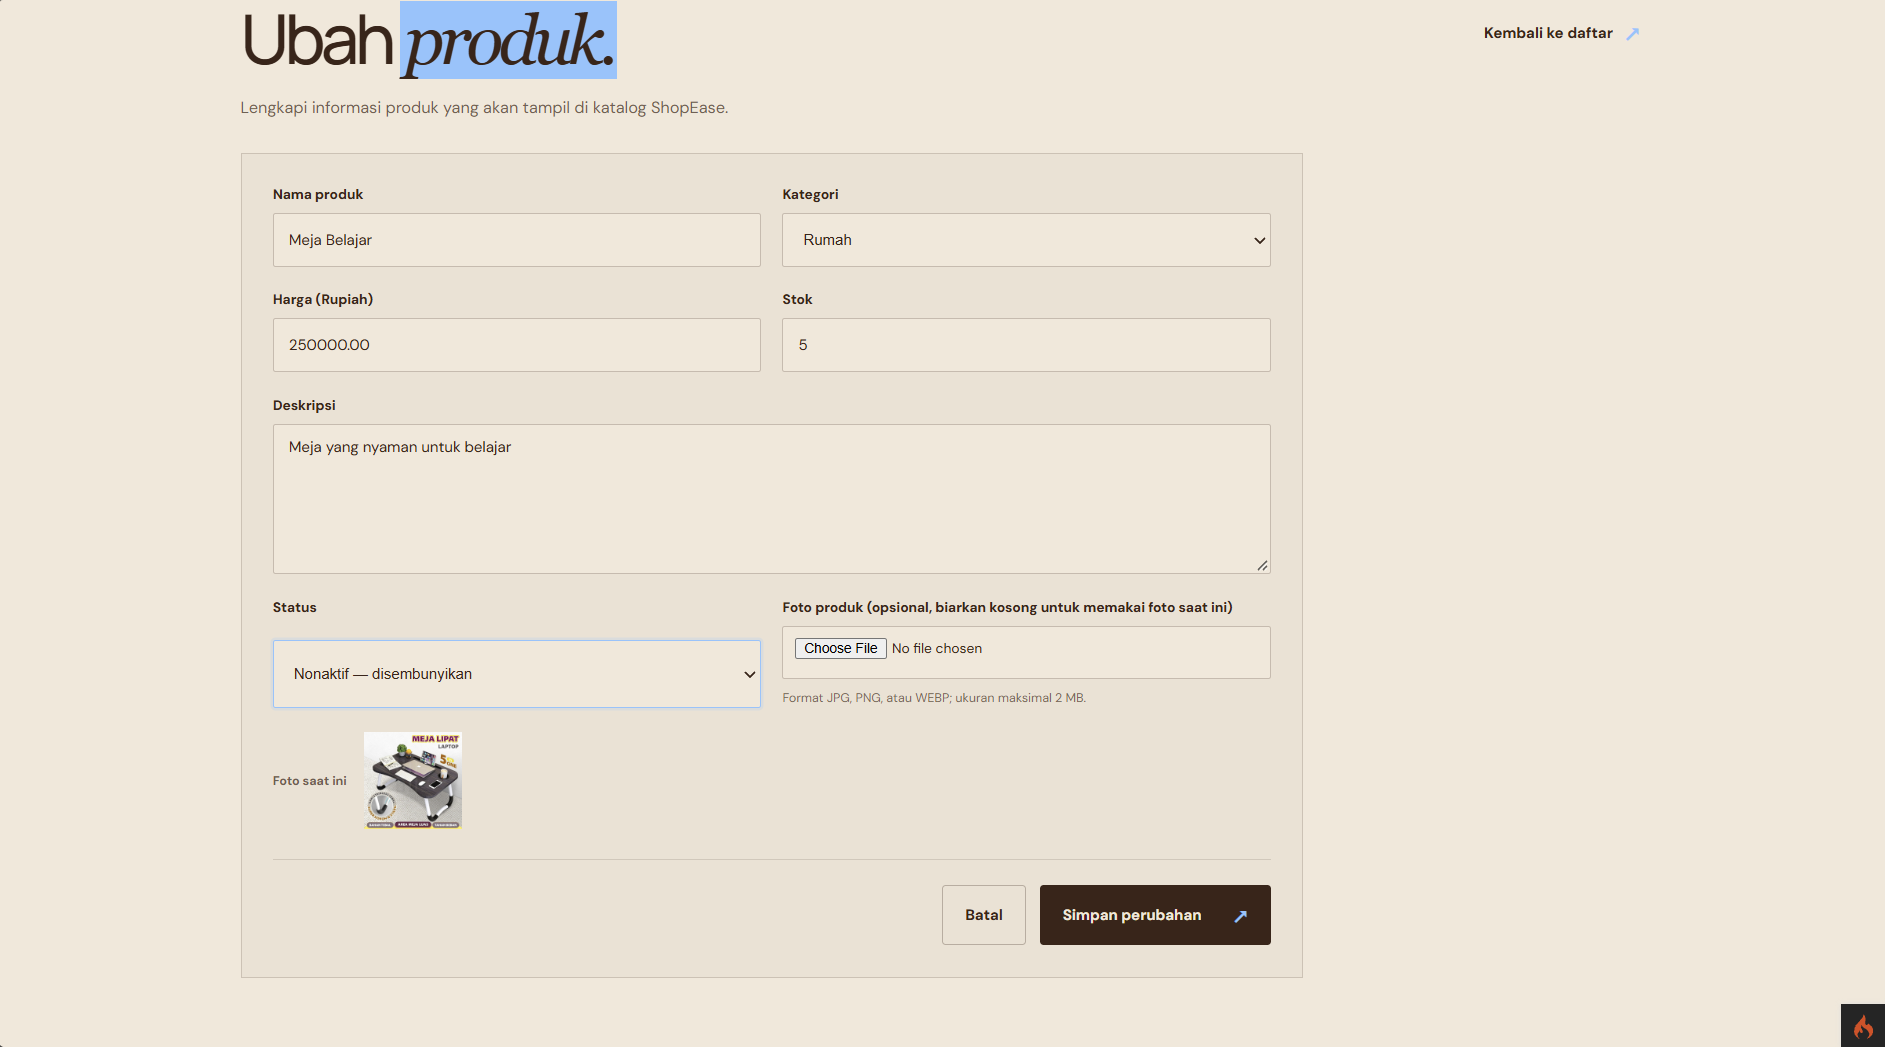 Ubah produk.
Kembali ke daftar
Lengkapi informasi produk yang akan tampil di katalog ShopEase.
Nama produk
Kategori
Meja Belajar
Rumah
Harga (Rupiah)
Stok
250000.00
5
Deskripsi
Meja yang nyaman untuk belajar
Status
Foto produk (opsional, biarkan kosong untuk memakai foto saat ini)
Nonaktif — disembunyikan
Choose File No file chosen
Format JPG, PNG, atau WEBP; ukuran maksimal 2 MB.
Foto saat ini
MEJA LIPAT
LAPTOP
Batal
Simpan perubahan